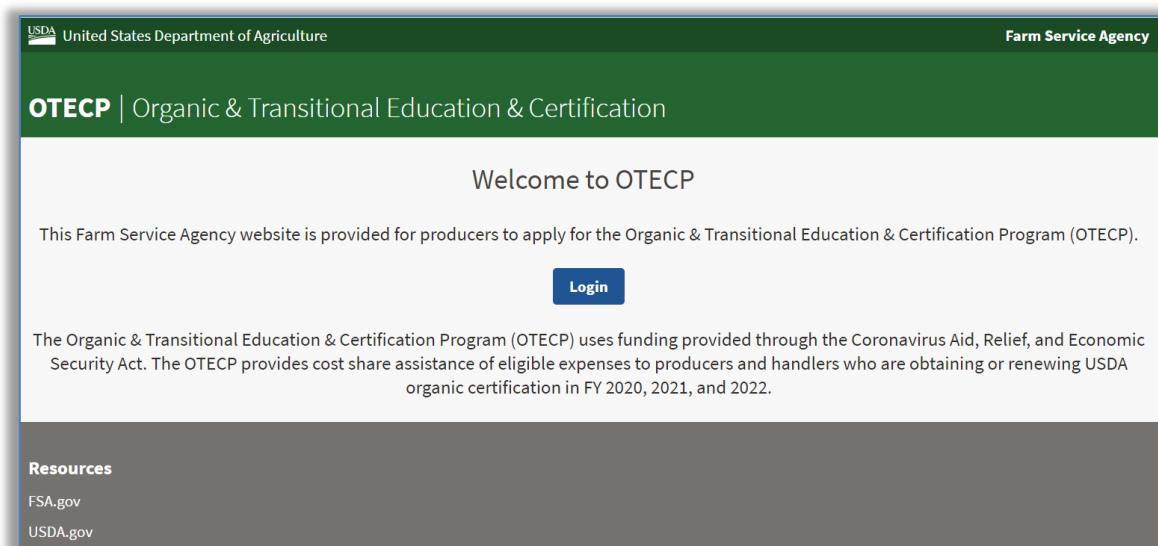 USDA United States Department of Agriculture
Farm Service Agency
OTECP | Organic & Transitional Education & Certification
Welcome to OTECP
This Farm Service Agency website is provided for producers to apply for the Organic & Transitional Education & Certification Program (OTECP).
Login
The Organic & Transitional Education & Certification Program (OTECP) uses funding provided through the Coronavirus Aid, Relief, and Economic
Security Act. The OTECP provides cost share assistance of eligible expenses to producers and handlers who are obtaining or renewing USDA
organic certification in FY 2020, 2021, and 2022.
Resources
FSA.gov
USDA.gov